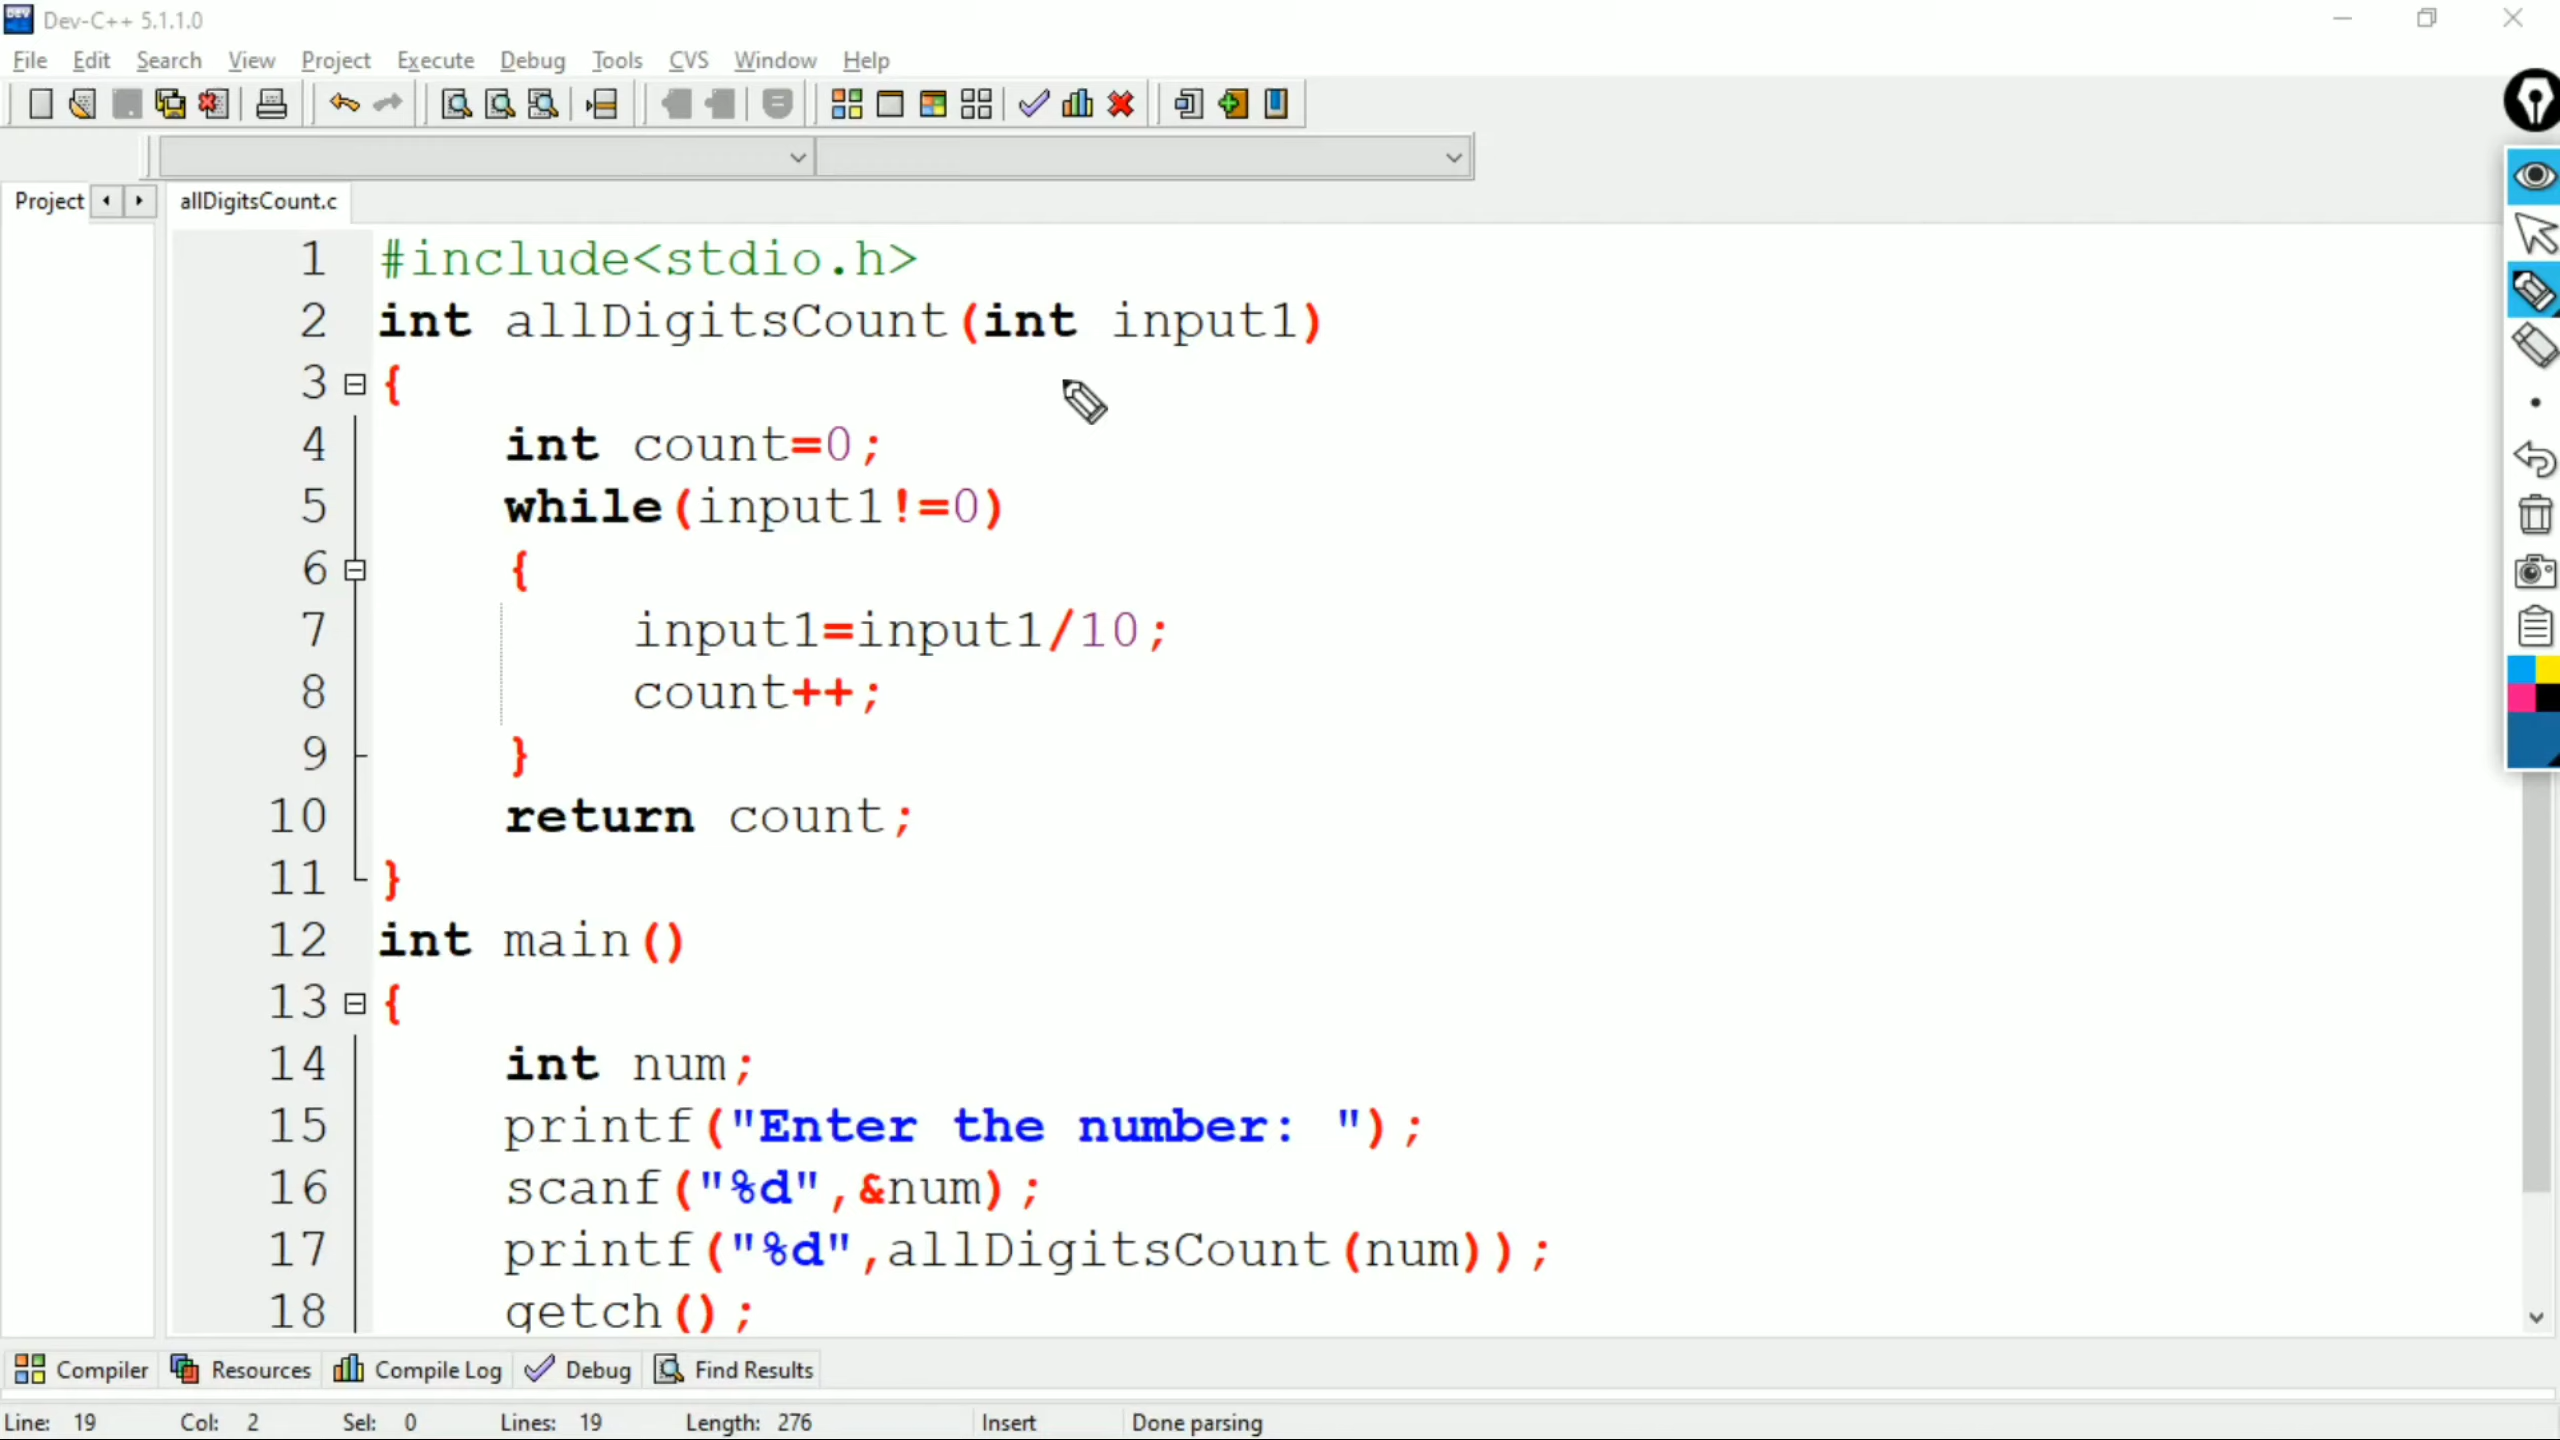 Dev-C++ 5.1.1.0
File Edit Search View Project Execute Debug Tools CVS Window Help
Project allDigitsCount.c
1 #include<stdio.h>
2 int allDigitsCount(int input1)
3 {
4 int count=0;
5 while(input1!=0)
6 {
7 input1=input1/10;
8 count++;
9 }
10 return count;
11 }
12 int main()
13 {
14 int num;
15 printf("Enter the number: ");
16 scanf("%d",&num);
17 printf("%d",allDigitsCount(num));
18 getch();
Compiler Resources Compile Log Debug Find Results
Line: 19 Col: 2 Sel: 0 Lines: 19 Length: 276 Insert Done parsing